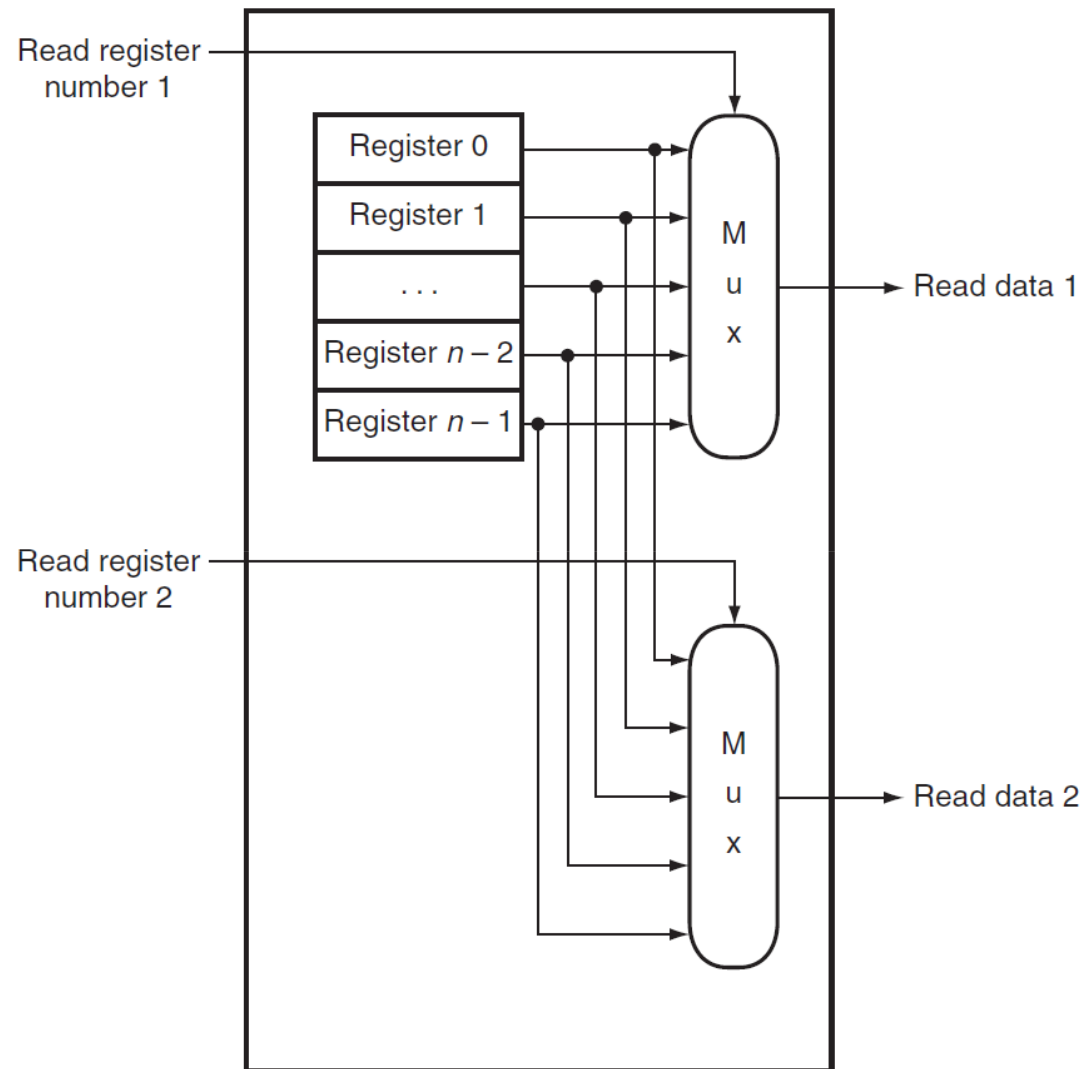 Read register
number 1
Register 0
Register 1
. . .
Register n – 2
Register n – 1
M
u
x
Read data 1
Read register
number 2
M
u
x
Read data 2